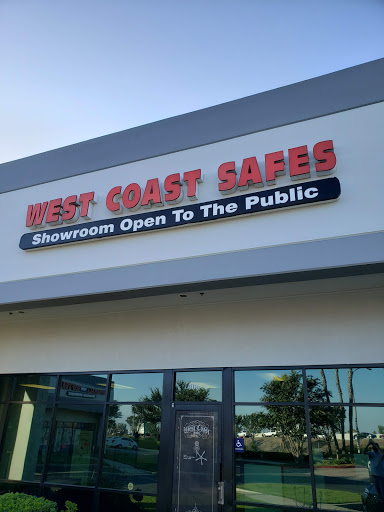 WEST COAST SAFES
Showroom Open To The Public